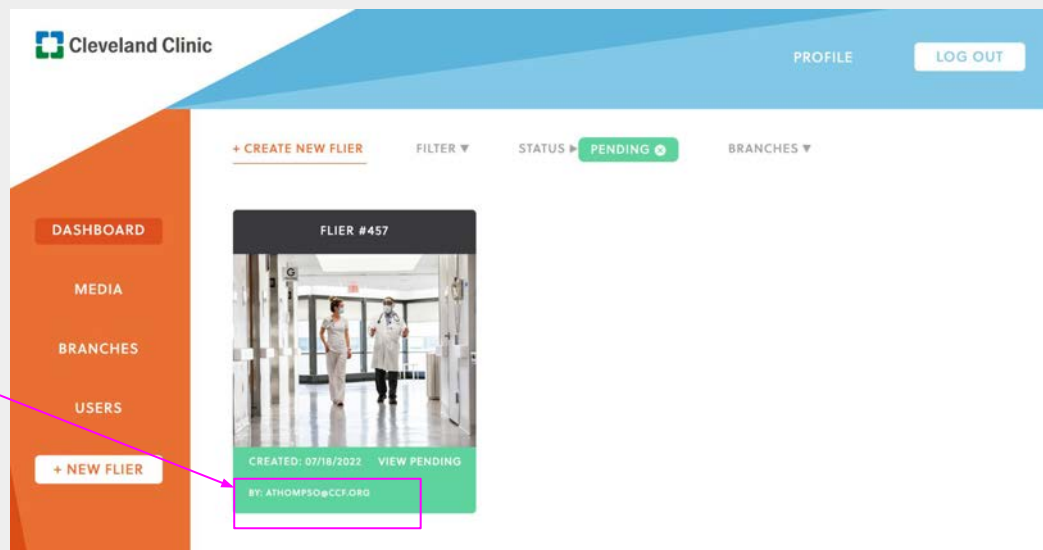 Cleveland Clinic
PROFILE
LOG OUT
+ CREATE NEW FLIER
FILTER ▼
STATUS ▶ PENDING
BRANCHES ▼
DASHBOARD
MEDIA
BRANCHES
USERS
+ NEW FLIER
FLIER #457
G
CREATED: 07/18/2022 VIEW PENDING
BY: ATHOMPSO@CCF.ORG